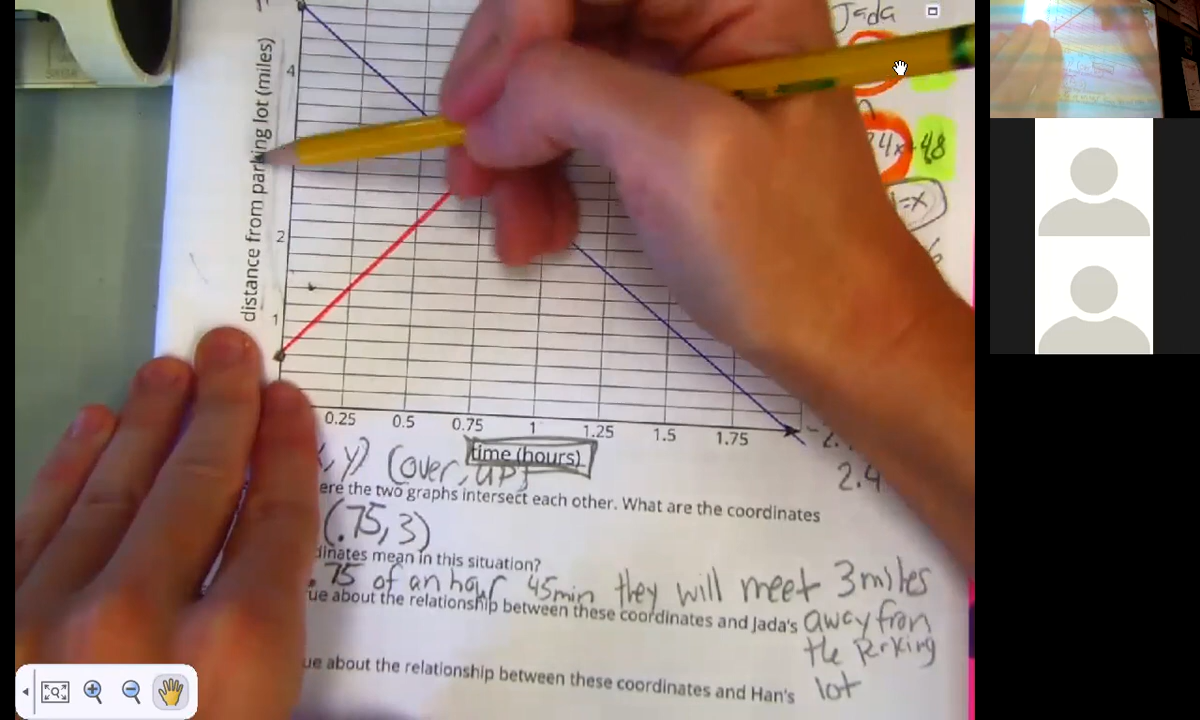 Jada
4
distance from parking lot (miles)
4x+48
=x
2
1
0.25 0.5 0.75 1 1.25 1.5 1.75
time (hours)
2.4
, y) (over, up)
ere the two graphs intersect each other. What are the coordinates
(.75, 3)
dinates mean in this situation?
.75 of an hour 45min they will meet 3 miles
ue about the relationship between these coordinates and Jada's
away from
the Parking
ue about the relationship between these coordinates and Han's
lot